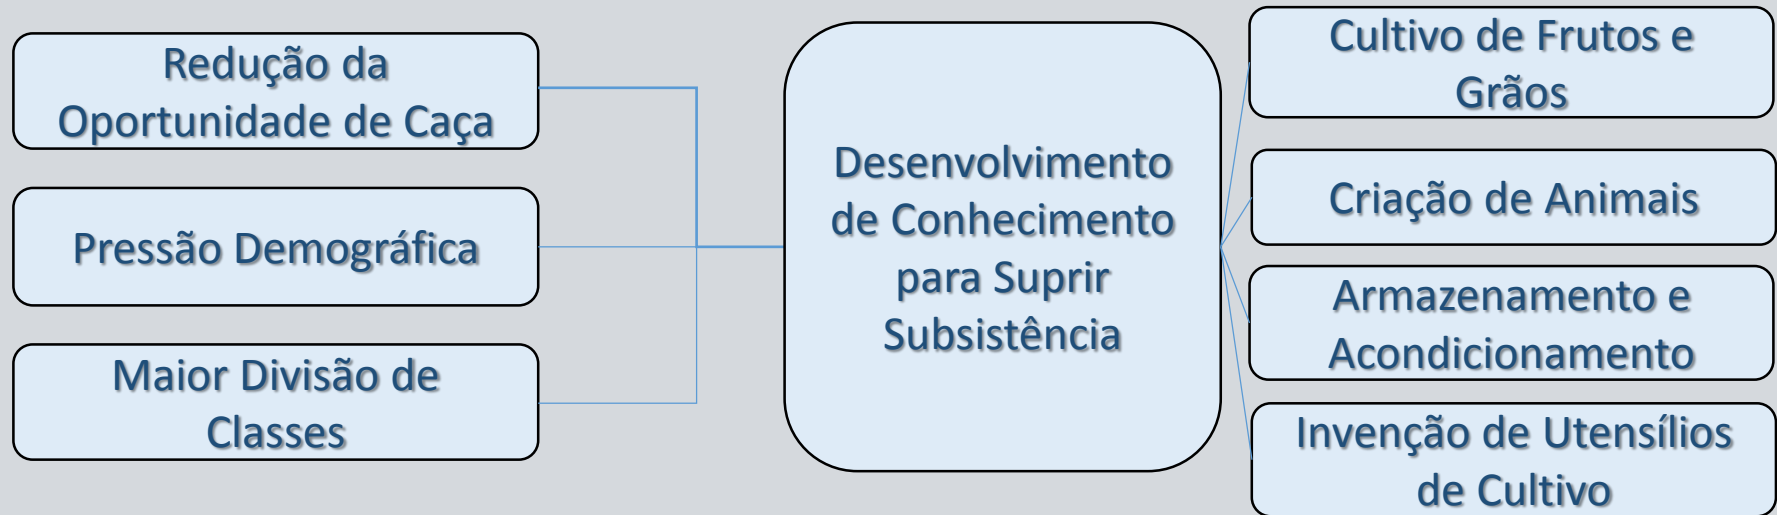 Redução da
Oportunidade de Caça
Pressão Demográfica
Maior Divisão de
Classes
Desenvolvimento
de Conhecimento
para Suprir
Subsistência
Cultivo de Frutos e
Grãos
Criação de Animais
Armazenamento e
Acondicionamento
Invenção de Utensílios
de Cultivo